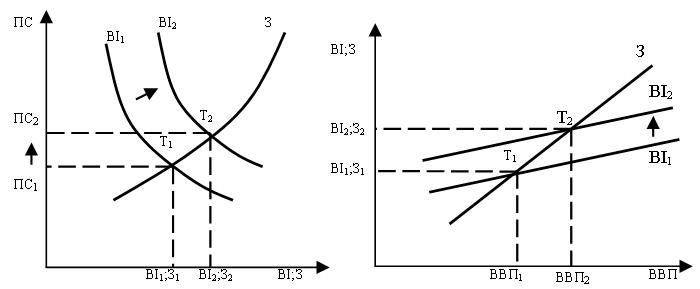 ПС
ВІ₁
ВІ₂
З
ПС₂
Т₂
Т₁
ПС₁
ВІ₁;З₁
ВІ₂;З₂
ВІ;З
ВІ;З
З
ВІ₂
Т₂
ВІ₂;З₂
Т₁
ВІ₁;З₁
ВІ₁
ВВП₁
ВВП₂
ВВП